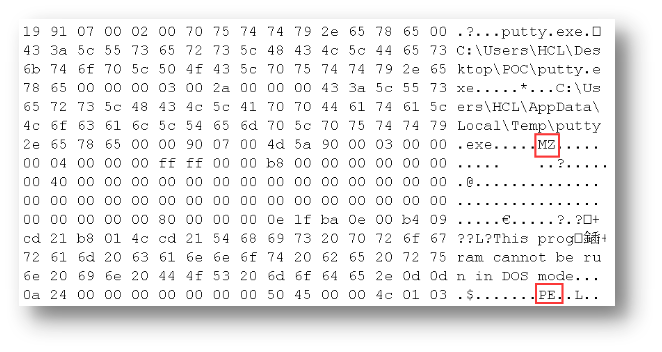 19 91 07 00 02 00 70 75 74 74 79 2e 65 78 65 00 .?...putty.exe.□
43 3a 5c 55 73 65 72 73 5c 48 43 4c 5c 44 65 73 C:\Users\HCL\Des
6b 74 6f 70 5c 50 4f 43 5c 70 75 74 74 79 2e 65 ktop\POC\putty.e
78 65 00 00 00 03 00 2a 00 00 00 43 3a 5c 55 73 xe.....*...C:\Us
65 72 73 5c 48 43 4c 5c 41 70 70 44 61 74 61 5c ers\HCL\AppData\
4c 6f 63 61 6c 5c 54 65 6d 70 5c 70 75 74 74 79 Local\Temp\putty
2e 65 78 65 00 00 90 07 00 4d 5a 90 00 03 00 00 .exe.....MZ.....
00 04 00 00 00 ff ff 00 00 b8 00 00 00 00 00 00 ..... ..?.....
00 40 00 00 00 00 00 00 00 00 00 00 00 00 00 00 .@..............
00 00 00 00 00 00 00 00 00 00 00 00 00 00 00 00 ................
00 00 00 00 00 80 00 00 00 0e 1f ba 0e 00 b4 09 .....€.....?.?□+
cd 21 b8 01 4c cd 21 54 68 69 73 20 70 72 6f 67 ??L?This prog□
72 61 6d 20 63 61 6e 6e 6f 74 20 62 65 20 72 75 ram cannot be ru
6e 20 69 6e 20 44 4f 53 20 6d 6f 64 65 2e 0d 0d n in DOS mode...
0a 24 00 00 00 00 00 00 00 50 45 00 00 4c 01 03 .$.......PE..L..